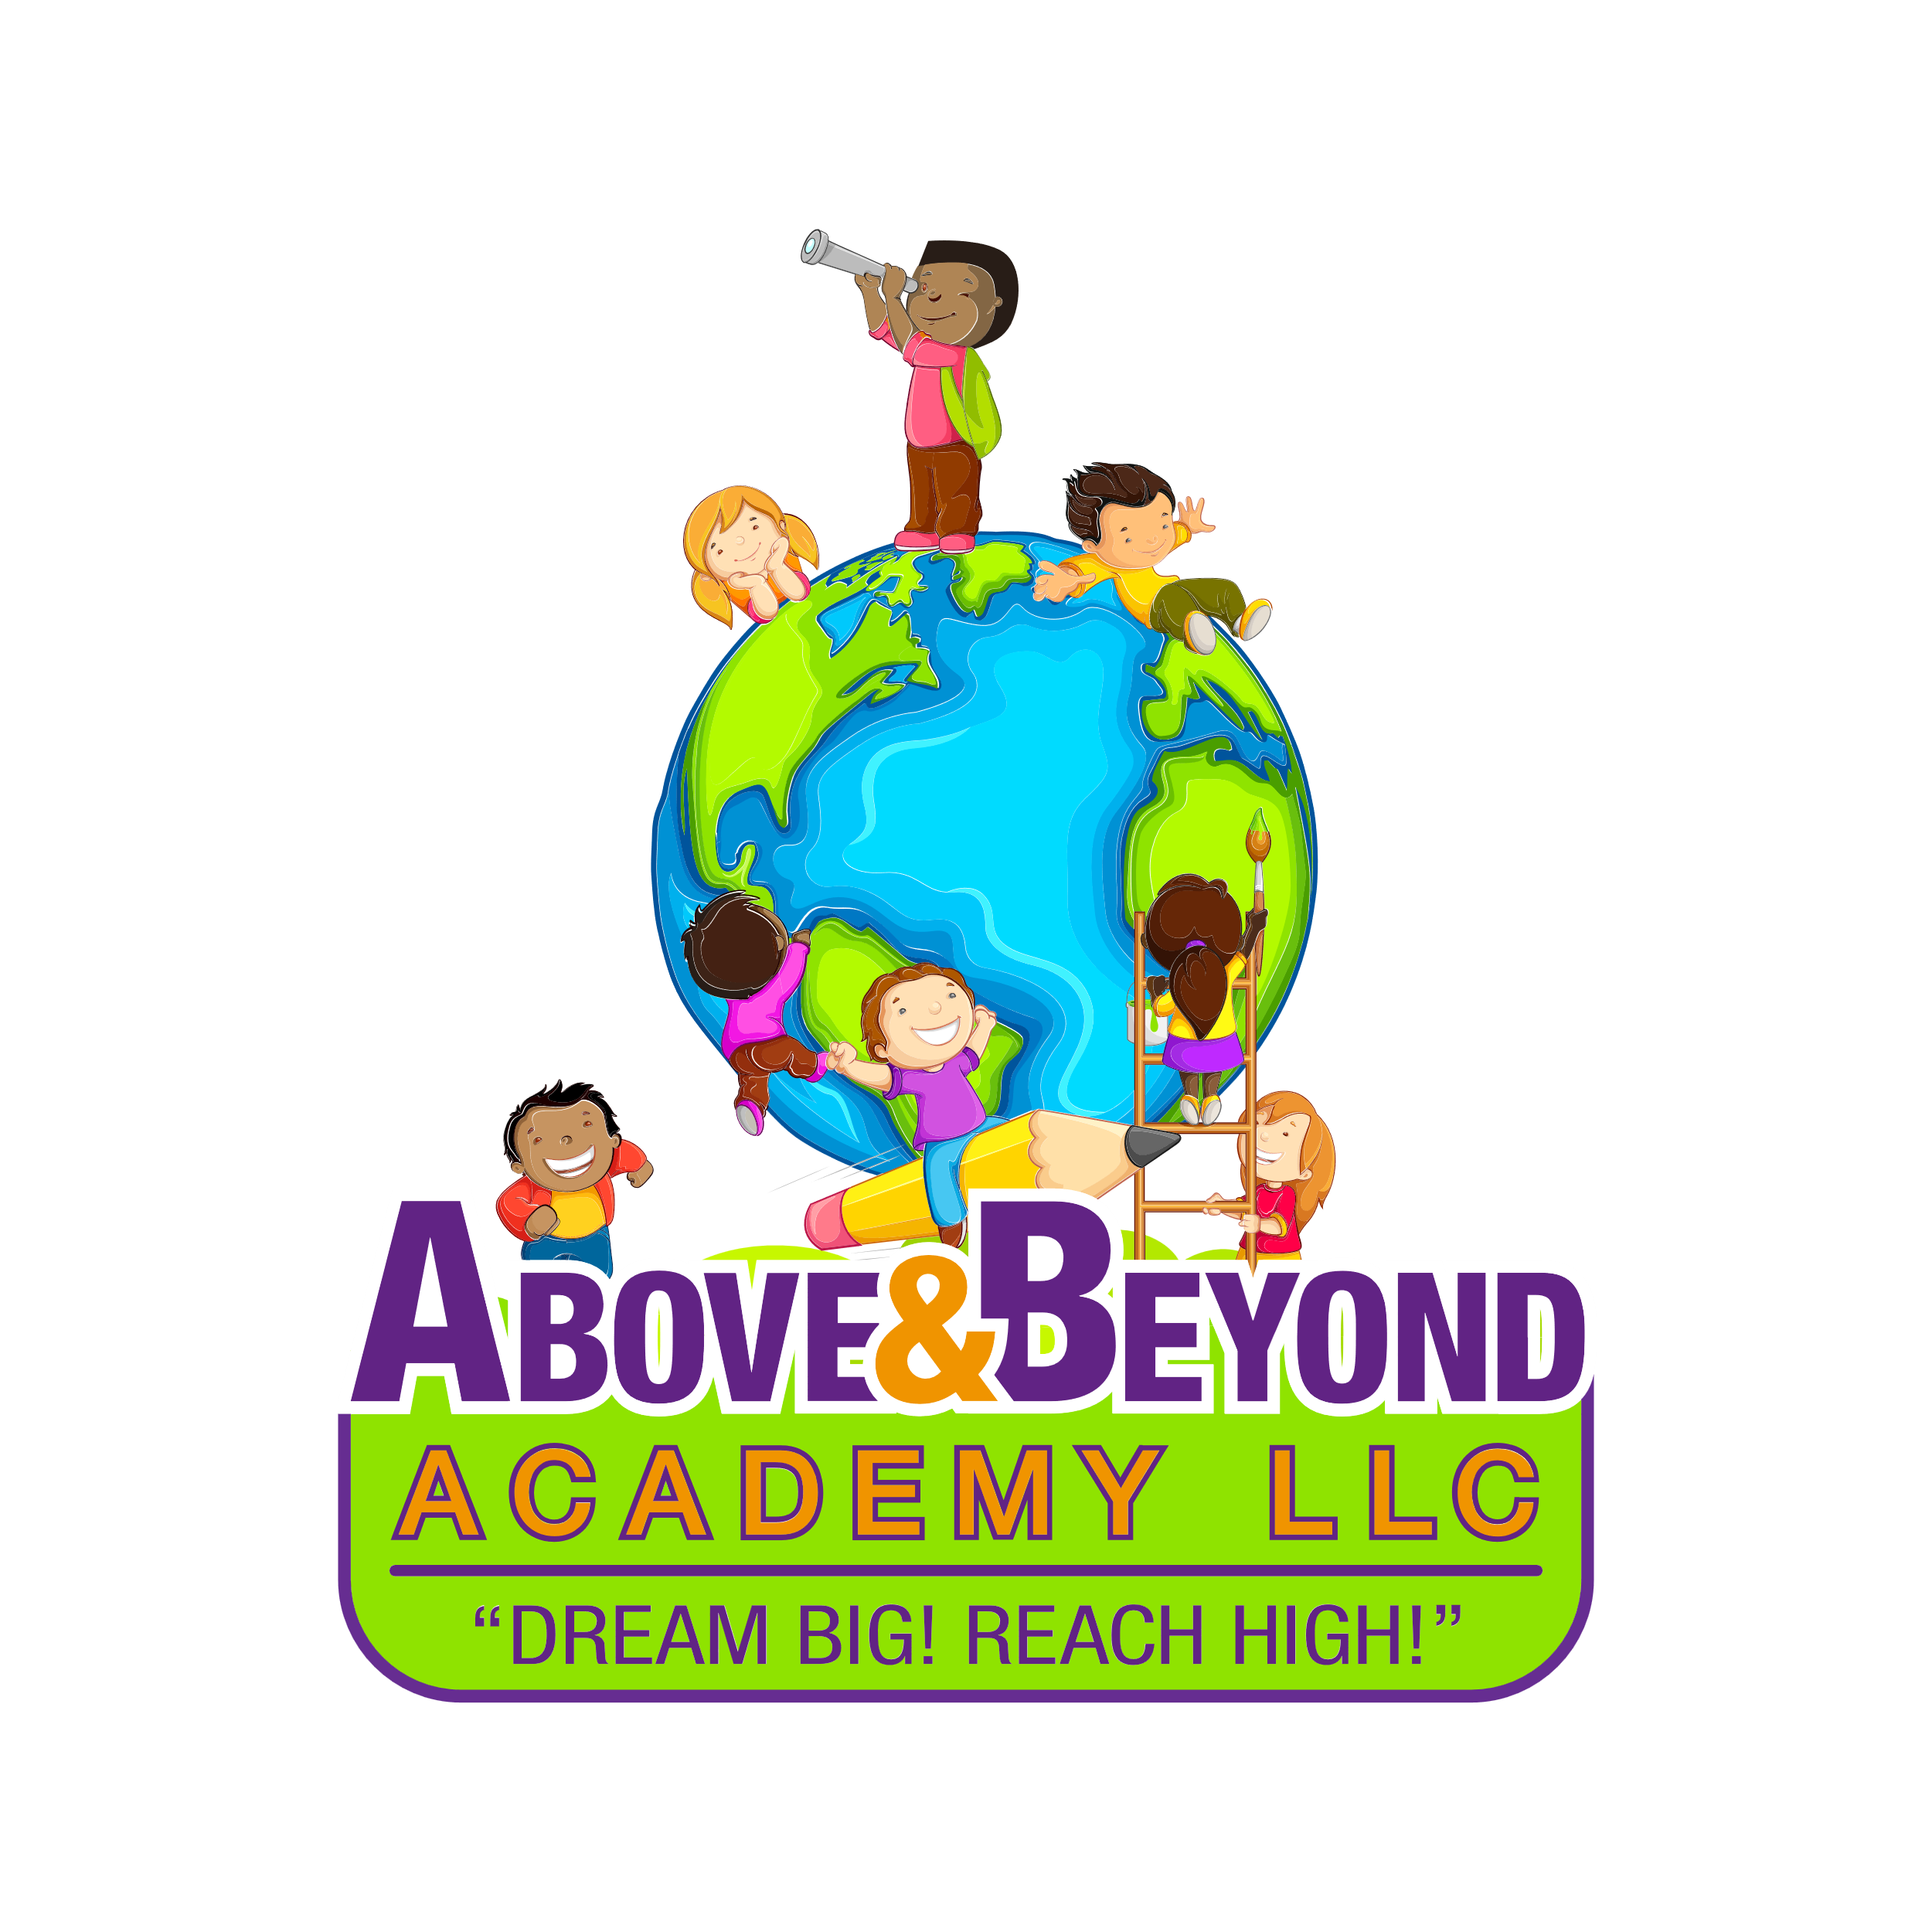 ABOVE & BEYOND
ACADEMY LLC
“DREAM BIG! REACH HIGH!”